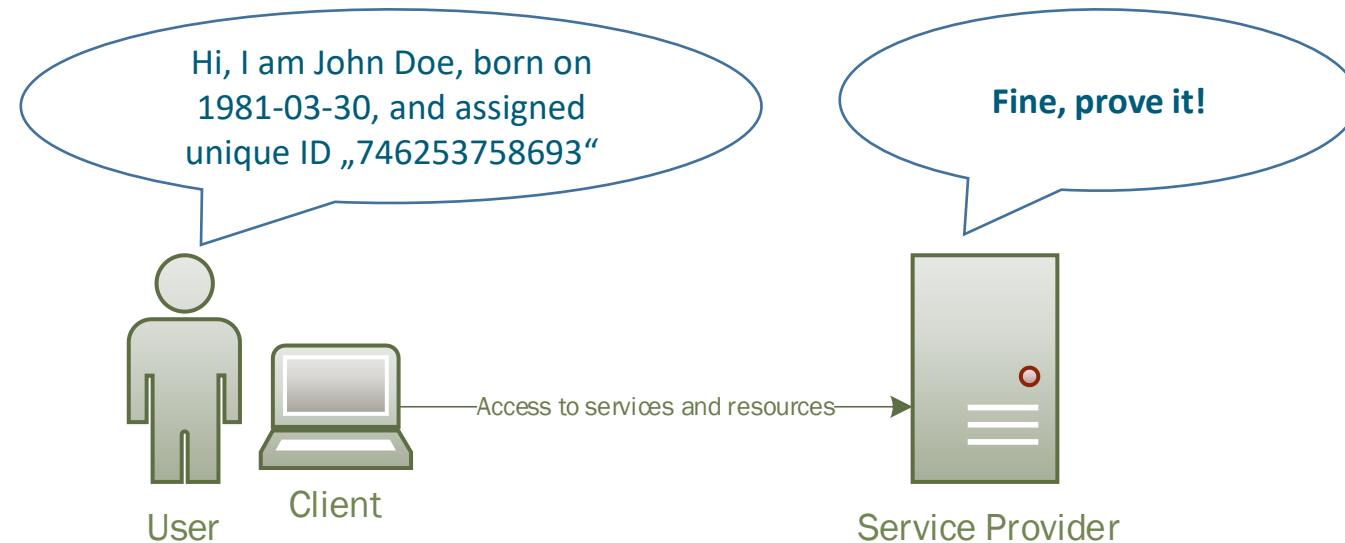 Hi, I am John Doe, born on
1981-03-30, and assigned
unique ID „746253758693“
Fine, prove it!
Access to services and resources
Client
User
Service Provider